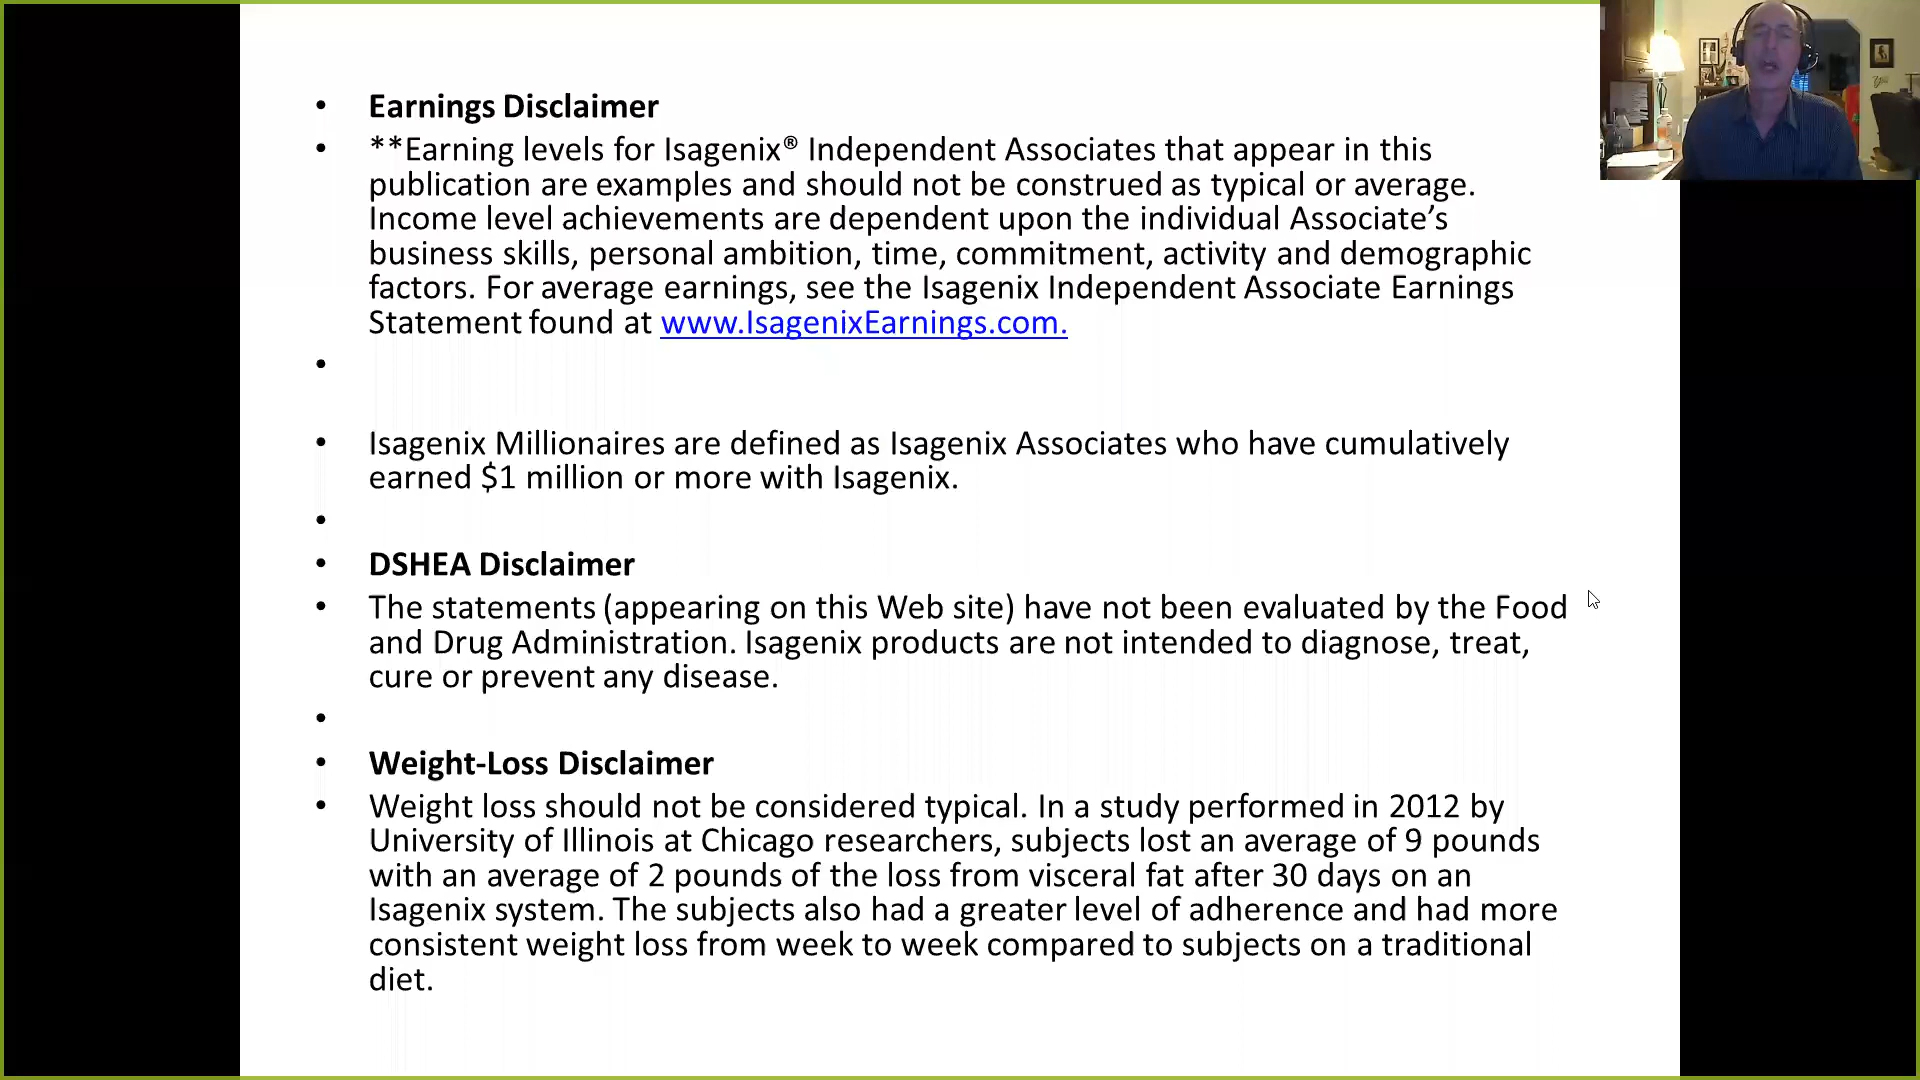 • Earnings Disclaimer
• **Earning levels for Isagenix® Independent Associates that appear in this
publication are examples and should not be construed as typical or average.
Income level achievements are dependent upon the individual Associate’s
business skills, personal ambition, time, commitment, activity and demographic
factors. For average earnings, see the Isagenix Independent Associate Earnings
Statement found at www.IsagenixEarnings.com.
•
• Isagenix Millionaires are defined as Isagenix Associates who have cumulatively
earned $1 million or more with Isagenix.
•
• DSHEA Disclaimer
• The statements (appearing on this Web site) have not been evaluated by the Food
and Drug Administration. Isagenix products are not intended to diagnose, treat,
cure or prevent any disease.
•
• Weight-Loss Disclaimer
• Weight loss should not be considered typical. In a study performed in 2012 by
University of Illinois at Chicago researchers, subjects lost an average of 9 pounds
with an average of 2 pounds of the loss from visceral fat after 30 days on an
Isagenix system. The subjects also had a greater level of adherence and had more
consistent weight loss from week to week compared to subjects on a traditional
diet.